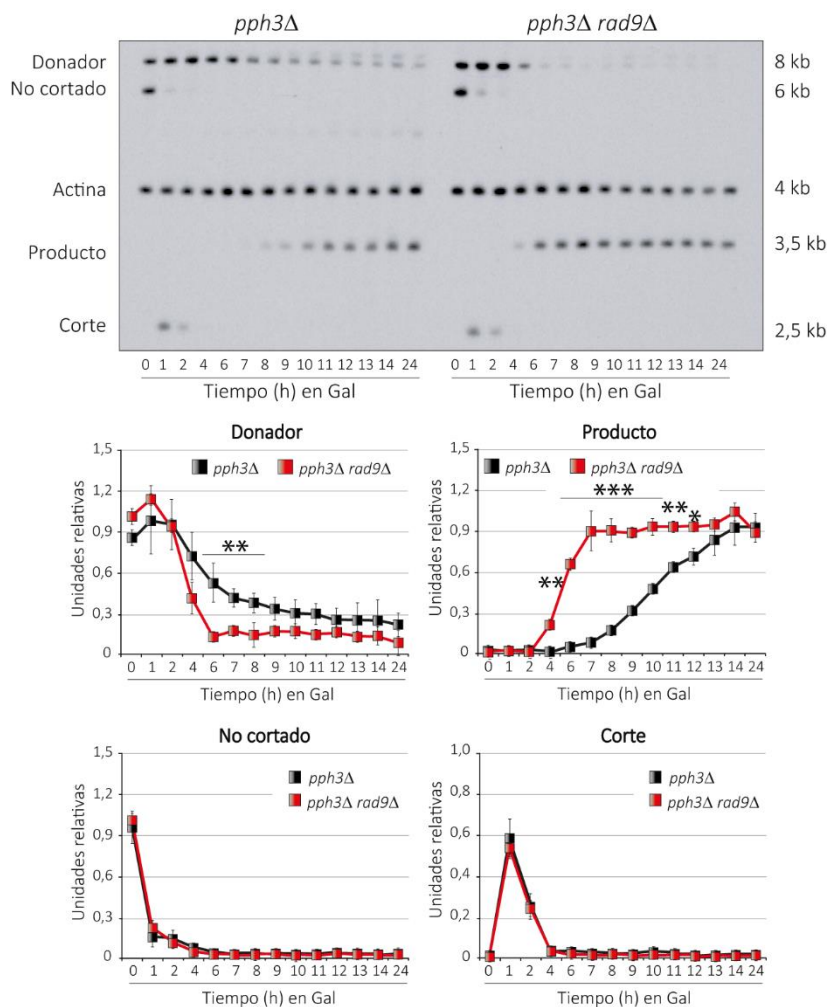 pph3Δ pph3Δ rad9Δ
Donador 8 kb
No cortado 6 kb
Actina 4 kb
Producto 3,5 kb
Corte 2,5 kb
0 1 2 4 6 7 8 9 10 11 12 13 14 24 0 1 2 4 6 7 8 9 10 11 12 13 14 24
Tiempo (h) en Gal Tiempo (h) en Gal
Donador
Unidades relativas
1,5
1,2
0,9
0,6
0,3
0
pph3Δ pph3Δ rad9Δ
**
0 1 2 4 6 7 8 9 10 11 12 13 14 24
Tiempo (h) en Gal
Producto
Unidades relativas
1,5
1,2
0,9
0,6
0,3
0
pph3Δ pph3Δ rad9Δ
*** ** *
**
0 1 2 4 6 7 8 9 10 11 12 13 14 24
Tiempo (h) en Gal
No cortado
Unidades relativas
1,5
1,2
0,9
0,6
0,3
0
pph3Δ
pph3Δ rad9Δ
0 1 2 4 6 7 8 9 10 11 12 13 14 24
Tiempo (h) en Gal
Corte
Unidades relativas
1,0
0,8
0,6
0,4
0,2
0
pph3Δ
pph3Δ rad9Δ
0 1 2 4 6 7 8 9 10 11 12 13 14 24
Tiempo (h) en Gal